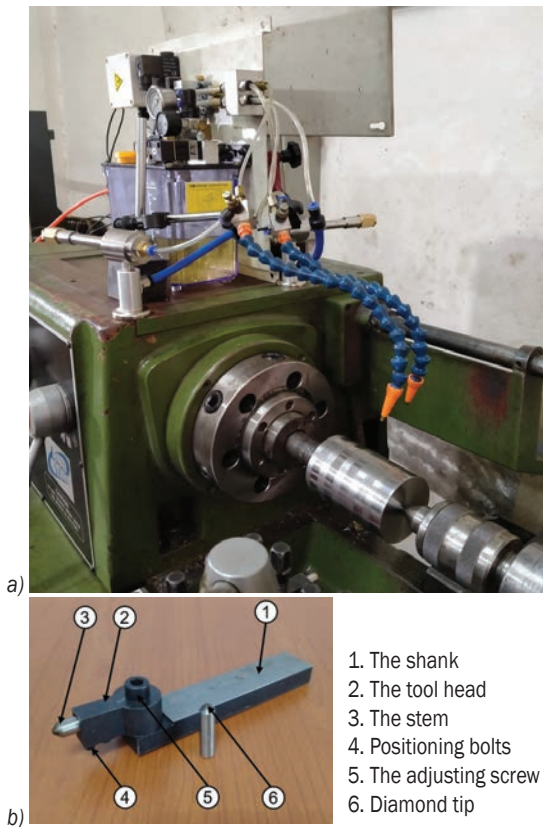 a)
3
2
1
4
5
6
b)
1. The shank
2. The tool head
3. The stem
4. Positioning bolts
5. The adjusting screw
6. Diamond tip